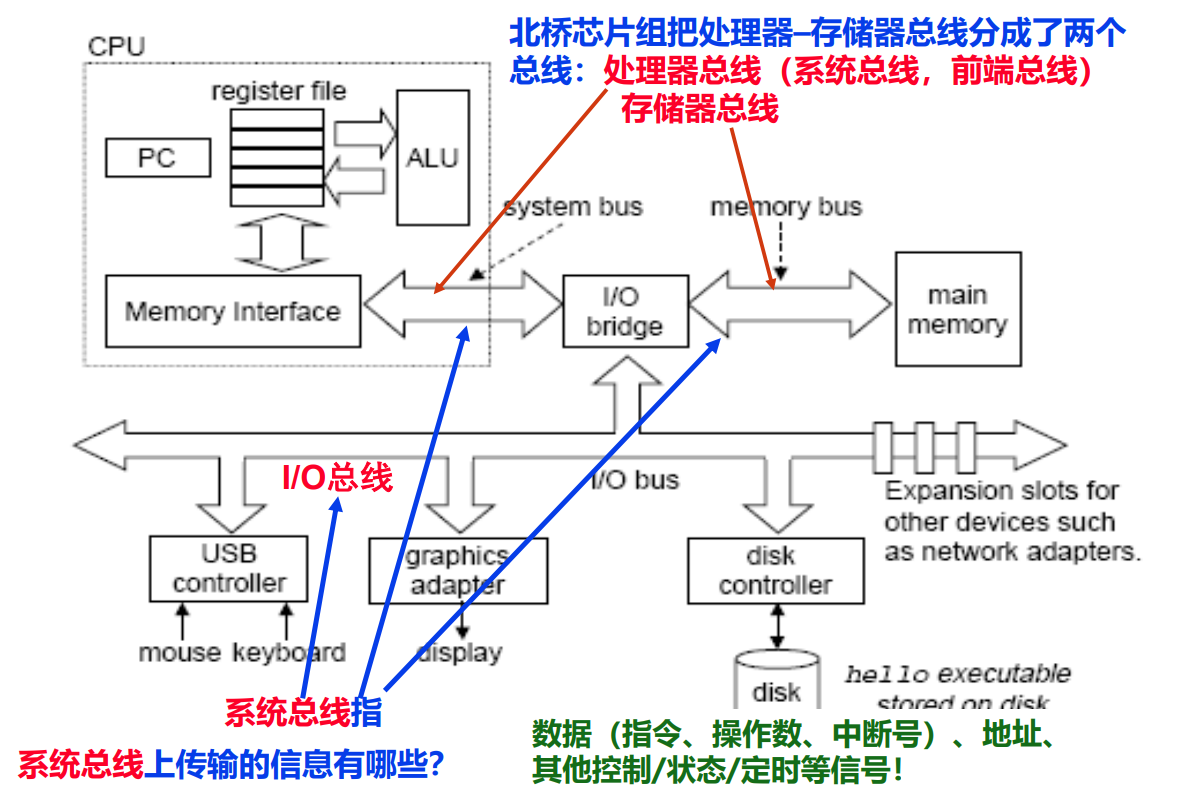 北桥芯片组把处理器–存储器总线分成了两个
总线：处理器总线（系统总线，前端总线）
存储器总线
CPU
register file
PC
ALU
system bus
memory bus
Memory Interface
I/O
bridge
main
memory
I/O总线
I/O bus
Expansion slots for
other devices such
as network adapters.
USB
controller
graphics
adapter
disk
controller
mouse keyboard
display
disk
hello executable
stored on disk
系统总线指
系统总线上传输的信息有哪些？
数据（指令、操作数、中断号）、地址、
其他控制/状态/定时等信号！